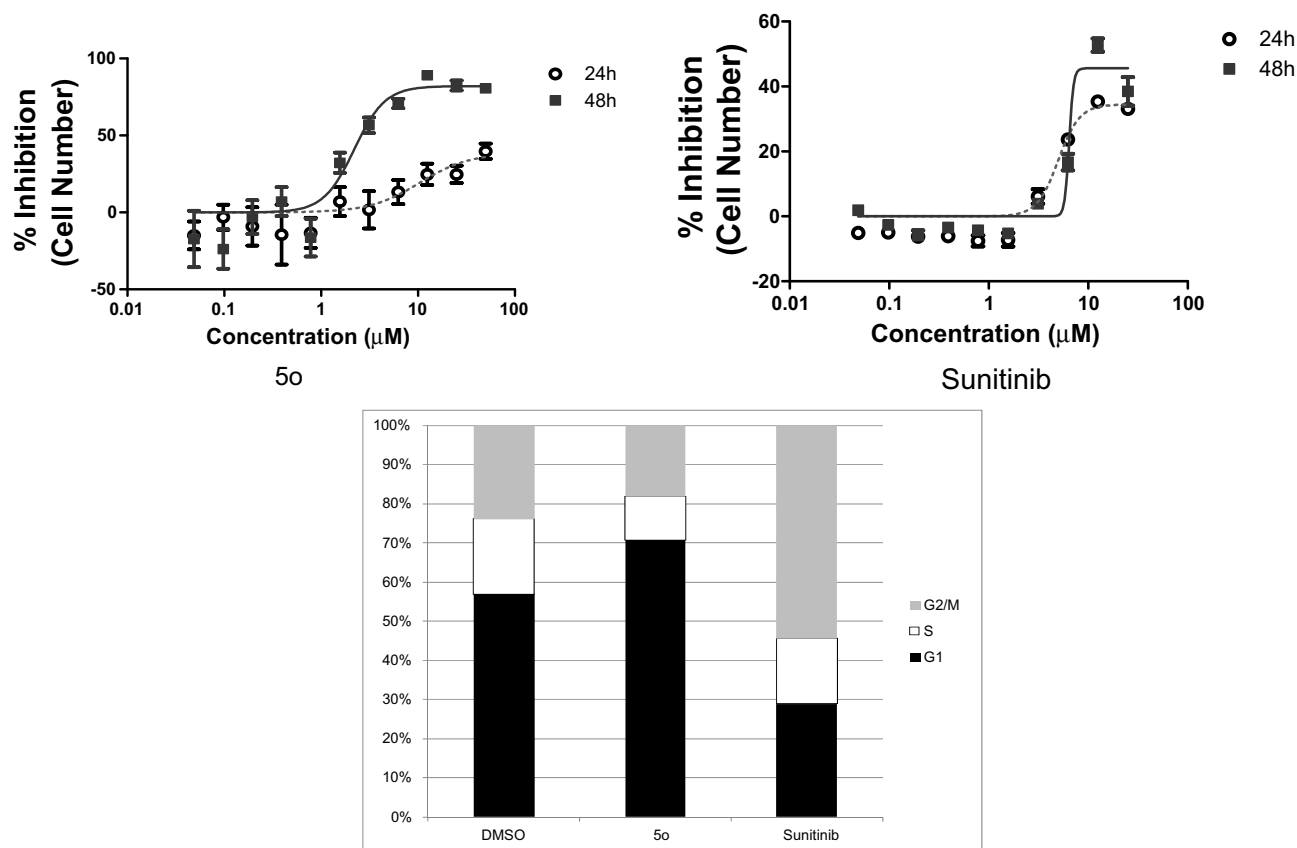 % Inhibition
(Cell Number)
100
50
0
-50
0.01
0.1
1
10
100
Concentration (μM)
24h
48h
5o
% Inhibition
(Cell Number)
60
40
20
0
-20
0.01
0.1
1
10
100
Concentration (μM)
24h
48h
Sunitinib
100%
90%
80%
70%
60%
50%
40%
30%
20%
10%
0%
DMSO
5o
Sunitinib
G2/M
S
G1